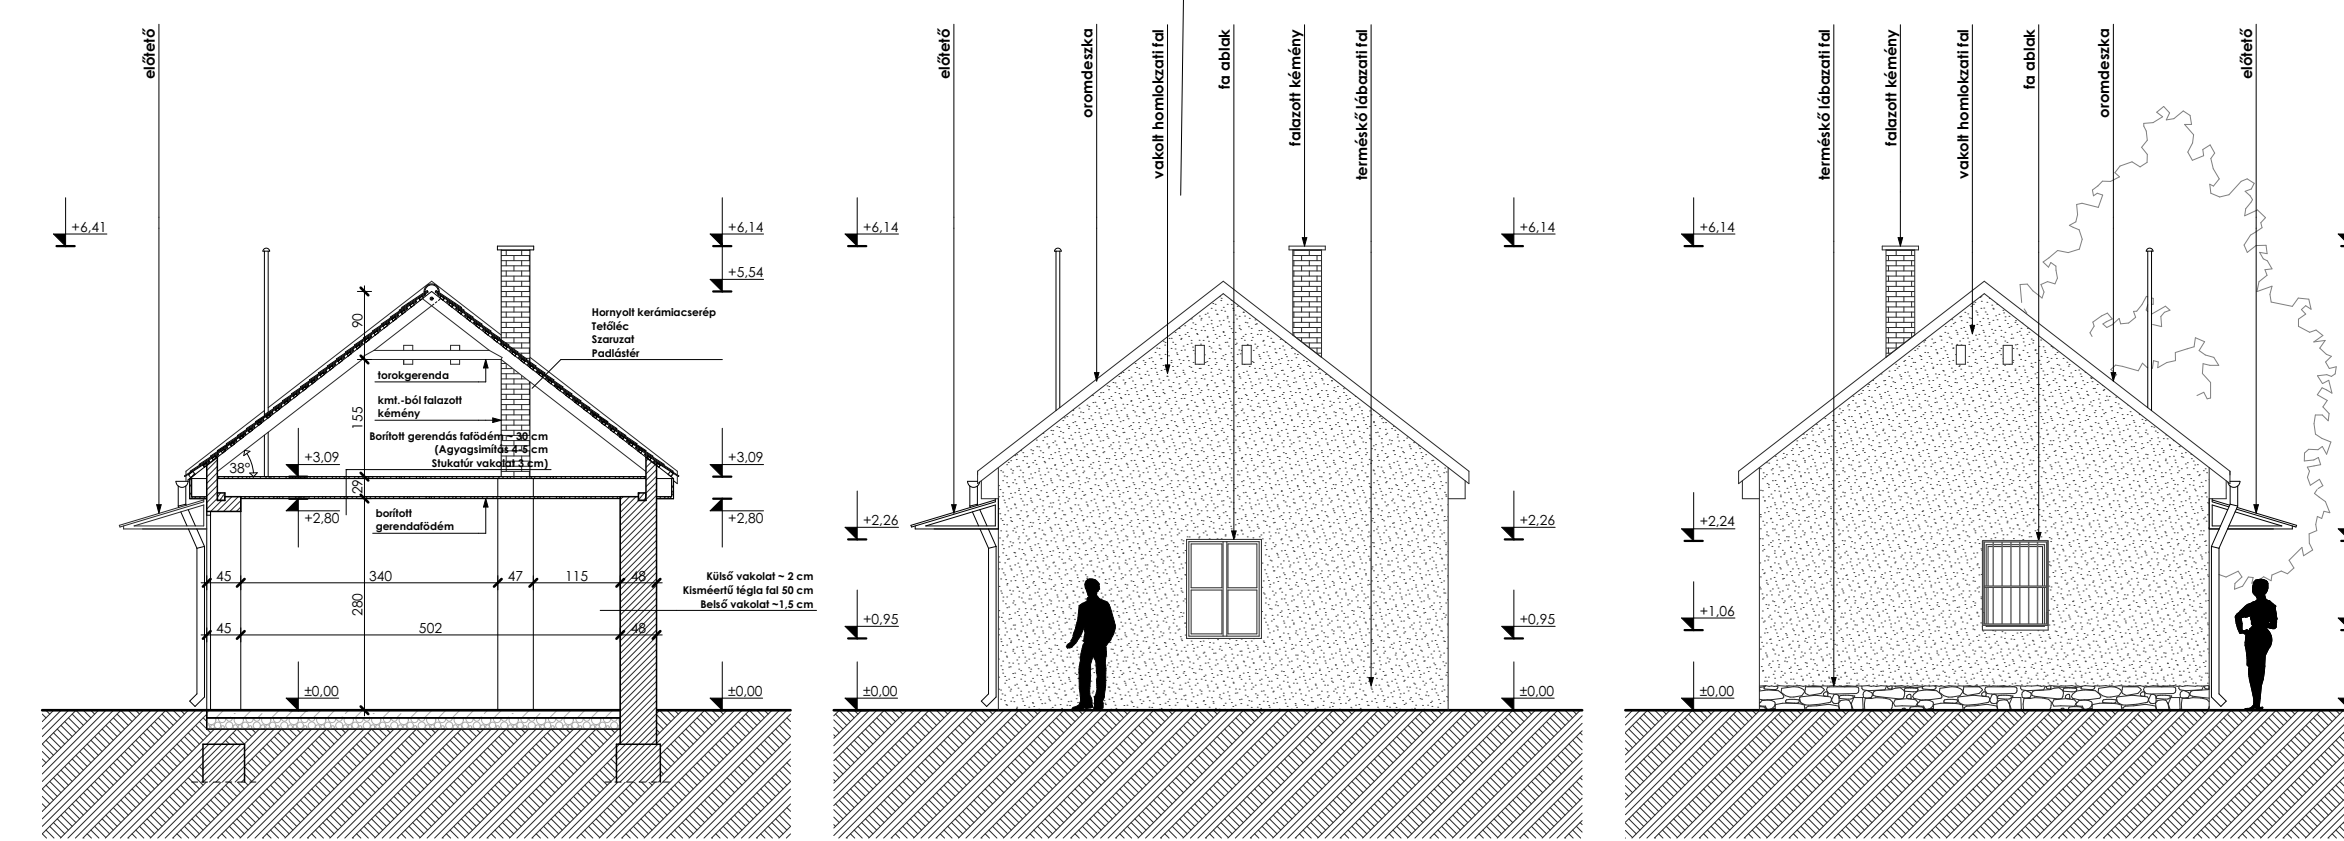 előtető
+6,41
+6,14
+5,54
90
Hornyolt kerámiacserép
Tetőléc
Szaruzat
Padlástér
torokgerenda
kmt.-ból falazott
kémény
155
Borított gerendás fafödém ~ 30 cm
(Agyagsimítás 4-5 cm
Stukatúr vakolat 3 cm)
38°
+3,09
+3,09
29
+2,80
+2,80
borított
gerendafödém
45
340
47
115
48
280
Külső vakolat ~ 2 cm
Kisméertű tégla fal 50 cm
Belső vakolat ~1,5 cm
45
502
48
±0,00
±0,00
előtető
oromdeszka
vakolt homlokzati fal
fa ablak
falazott kémény
terméskő lábazati fal
+6,14
+6,14
+2,26
+2,26
+0,95
+0,95
±0,00
±0,00
terméskő lábazati fal
falazott kémény
vakolt homlokzati fal
fa ablak
oromdeszka
előtető
+6,14
+2,24
+1,06
±0,00